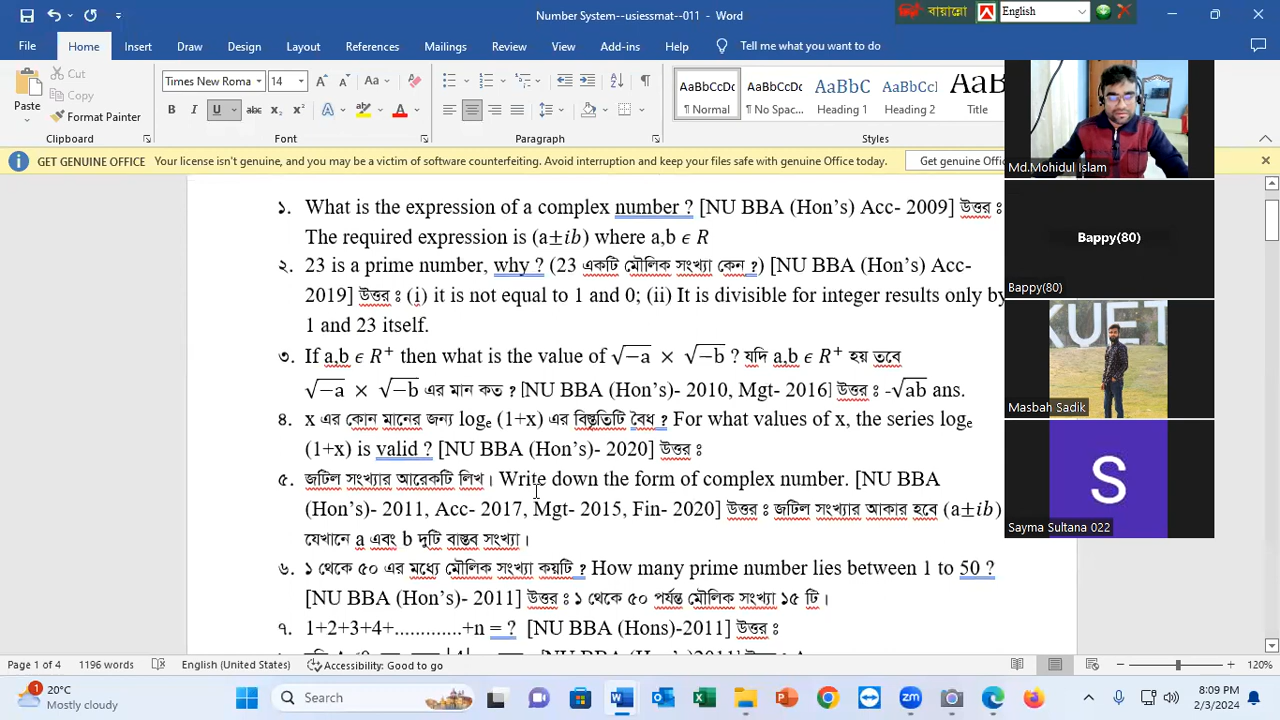 Number System--usiessmat--011 - Word
বায়ান্নো
English
File Home Insert Draw Design Layout References Mailings Review View Add-ins Help Tell me what you want to do
Cut
Copy
Format Painter
Paste
Times New Roma 14
Aa
B I U abc x₂ x² A
AaBbCcDc AaBbCcDc AaBbC AaBbCcD AaB
¶ Normal ¶ No Spac... Heading 1 Heading 2 Title
Clipboard Font Paragraph Styles
GET GENUINE OFFICE Your license isn't genuine, and you may be a victim of software counterfeiting. Avoid interruption and keep your files safe with genuine Office today. Get genuine Offi
Md.Mohidul Islam
Bappy(80)
Bappy(80)
KUET
Masbah Sadik
S
Sayma Sultana 022
১. What is the expression of a complex number ? [NU BBA (Hon's) Acc- 2009] উত্তর ঃ
The required expression is (a±ib) where a,b ϵ R
২. 23 is a prime number, why ? (23 একটি মৌলিক সংখ্যা কেন ?) [NU BBA (Hon's) Acc-
2019] উত্তর ঃ (i) it is not equal to 1 and 0; (ii) It is divisible for integer results only by
1 and 23 itself.
৩. If a,b ϵ R⁺ then what is the value of √−a × √−b ? যদি a,b ϵ R⁺ হয় তবে
√−a × √−b এর মান কত ? [NU BBA (Hon's)- 2010, Mgt- 2016] উত্তর ঃ -√ab ans.
৪. x এর কোন মানের জন্য logₑ (1+x) এর বিস্তৃতিটি বৈধ ? For what values of x, the series logₑ
(1+x) is valid ? [NU BBA (Hon's)- 2020] উত্তর ঃ
৫. জটিল সংখ্যার আরেকটি লিখ। Write down the form of complex number. [NU BBA
(Hon's)- 2011, Acc- 2017, Mgt- 2015, Fin- 2020] উত্তর ঃ জটিল সংখ্যার আকার হবে (a±ib)
যেখানে a এবং b দুটি বাস্তব সংখ্যা।
৬. ১ থেকে ৫০ এর মধ্যে মৌলিক সংখ্যা কয়টি ? How many prime number lies between 1 to 50 ?
[NU BBA (Hon's)- 2011] উত্তর ঃ ১ থেকে ৫০ পর্যন্ত মৌলিক সংখ্যা ১৫ টি।
৭. 1+2+3+4+.............+n = ? [NU BBA (Hons)-2011] উত্তর ঃ
Page 1 of 4 1196 words English (United States) Accessibility: Good to go 120%
20°C
Mostly cloudy
Search
8:09 PM
2/3/2024